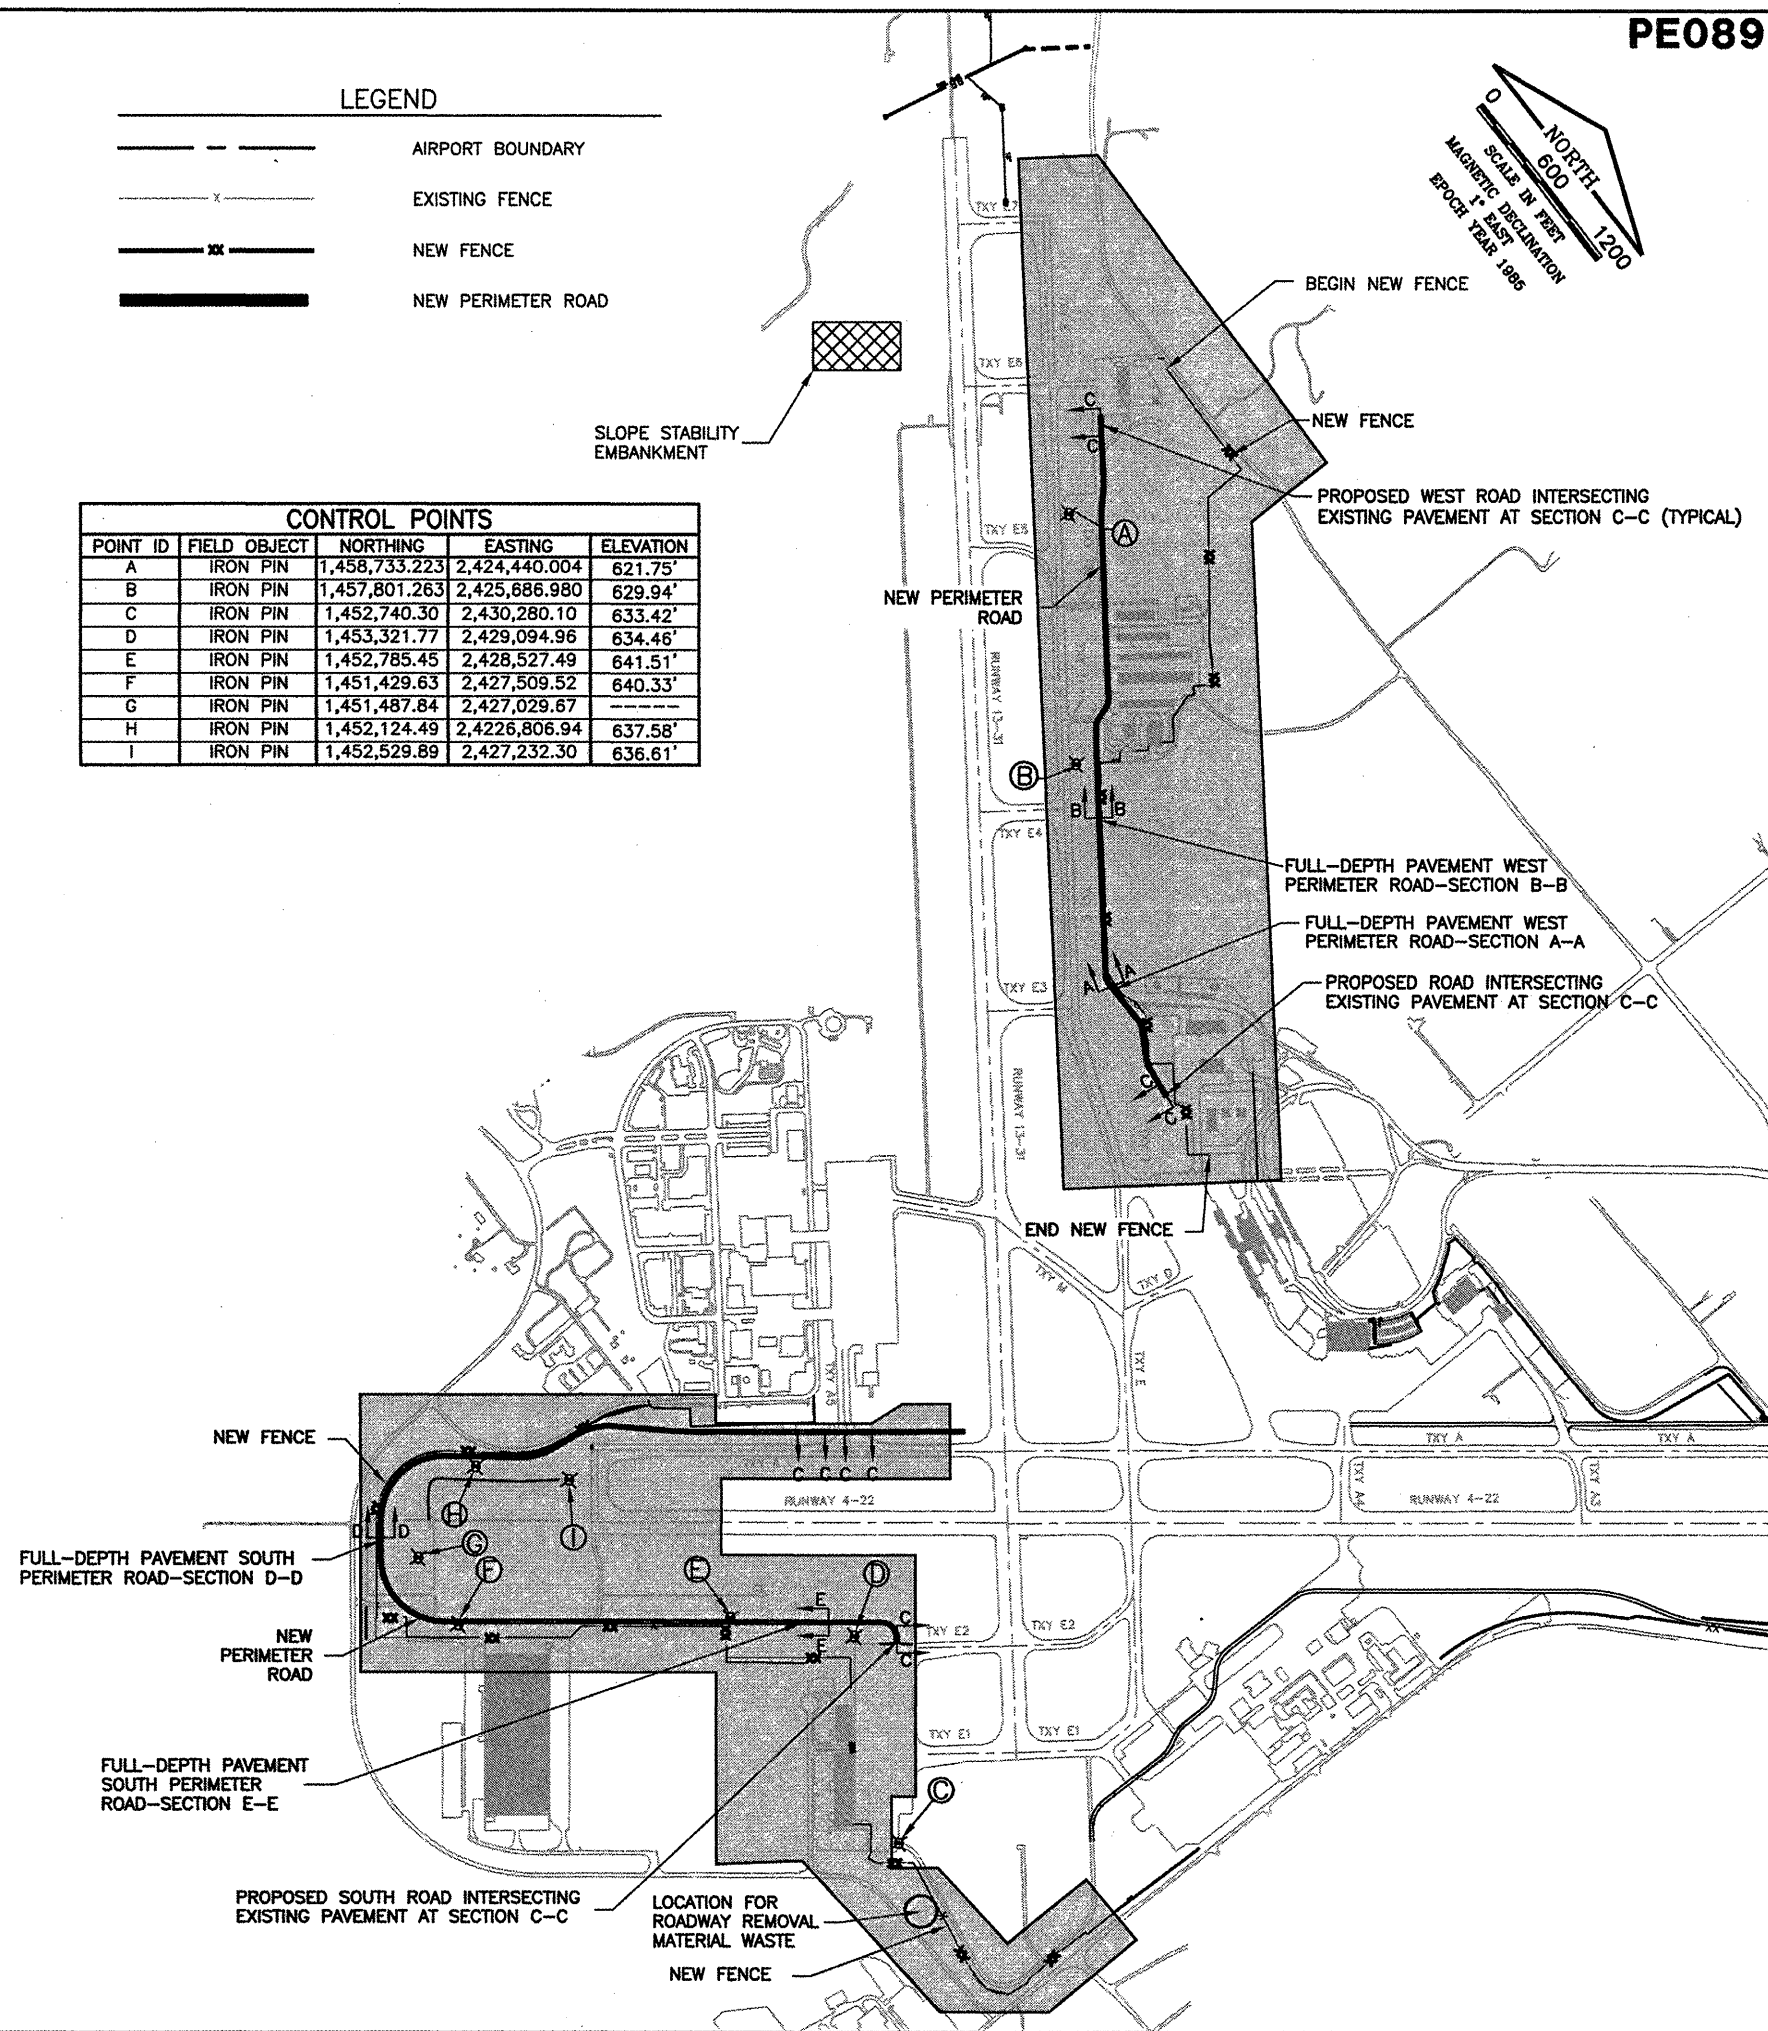 PE089
LEGEND
AIRPORT BOUNDARY
EXISTING FENCE
NEW FENCE
NEW PERIMETER ROAD
0 600 1200
NORTH
SCALE IN FEET
MAGNETIC DECLINATION
1° EAST
EPOCH YEAR 1985
SLOPE STABILITY
EMBANKMENT
CONTROL POINTS
POINT ID FIELD OBJECT NORTHING EASTING ELEVATION
A IRON PIN 1,458,733.223 2,424,440.004 621.75'
B IRON PIN 1,457,801.263 2,425,686.980 629.94'
C IRON PIN 1,452,740.30 2,430,280.10 633.42'
D IRON PIN 1,453,321.77 2,429,094.96 634.46'
E IRON PIN 1,452,785.45 2,428,527.49 641.51'
F IRON PIN 1,451,429.63 2,427,509.52 640.33'
G IRON PIN 1,451,487.84 2,427,029.67 -----
H IRON PIN 1,452,124.49 2,4226,806.94 637.58'
I IRON PIN 1,452,529.89 2,427,232.30 636.61'
TXY E7
BEGIN NEW FENCE
TXY E6
C
C
NEW FENCE
PROPOSED WEST ROAD INTERSECTING
EXISTING PAVEMENT AT SECTION C-C (TYPICAL)
TXY E5
A
NEW PERIMETER
ROAD
RUNWAY 13-31
B
B B
TXY E4
FULL-DEPTH PAVEMENT WEST
PERIMETER ROAD-SECTION B-B
FULL-DEPTH PAVEMENT WEST
PERIMETER ROAD-SECTION A-A
A A
TXY E3
PROPOSED ROAD INTERSECTING
EXISTING PAVEMENT AT SECTION C-C
RUNWAY 13-31
C
C
END NEW FENCE
TXY M
TXY D
TXY E
TXY A5
NEW FENCE
TXY A
TXY A
C C C C
RUNWAY 4-22
TXY A4
RUNWAY 4-22
TXY A3
H
I
D D
G
FULL-DEPTH PAVEMENT SOUTH
PERIMETER ROAD-SECTION D-D
F
E
D
E
E
C
C
TXY E2
TXY E2
NEW
PERIMETER
ROAD
TXY E1
TXY E1
FULL-DEPTH PAVEMENT
SOUTH PERIMETER
ROAD-SECTION E-E
C
PROPOSED SOUTH ROAD INTERSECTING
EXISTING PAVEMENT AT SECTION C-C
LOCATION FOR
ROADWAY REMOVAL
MATERIAL WASTE
NEW FENCE